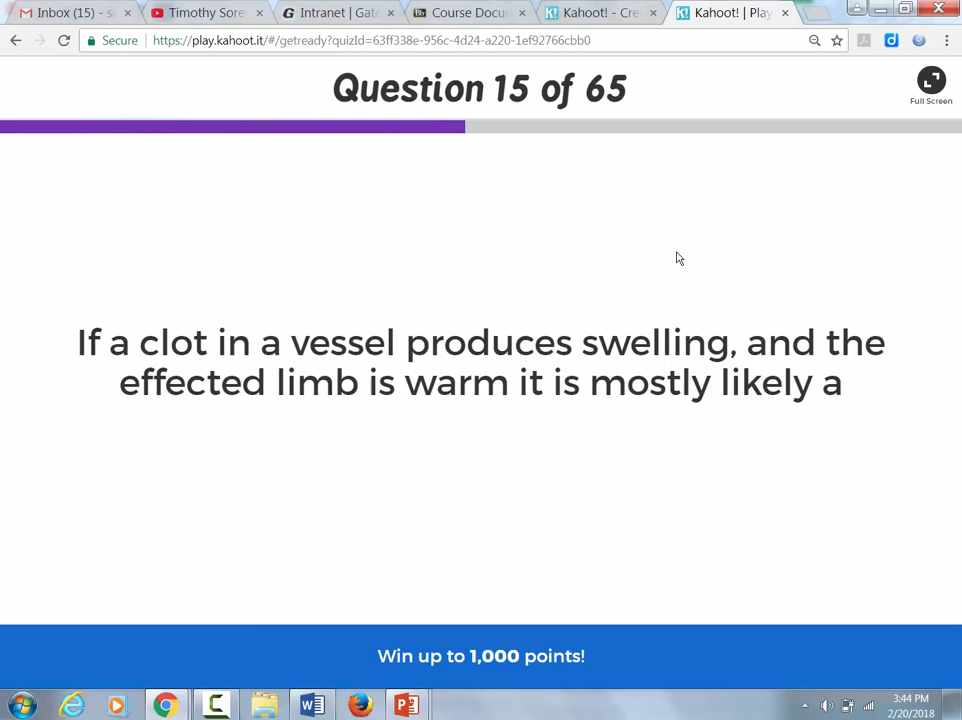 Inbox (15) - s
Timothy Sore
Intranet | Gat
Course Docum
Kahoot! - Cre
Kahoot! | Play
Secure
https://play.kahoot.it/#/getready?quizId=63ff338e-956c-4d24-a220-1ef92766cbb0
Question 15 of 65
Full Screen
If a clot in a vessel produces swelling, and the
effected limb is warm it is mostly likely a
Win up to 1,000 points!
3:44 PM
2/20/2018